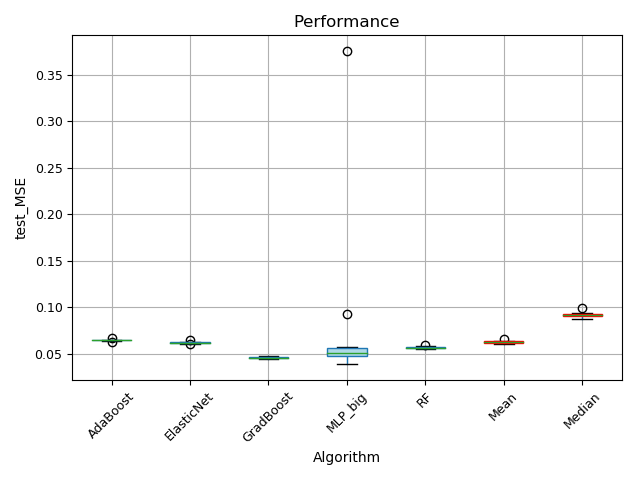 Performance
test_MSE
0.35
0.30
0.25
0.20
0.15
0.10
0.05
AdaBoost
ElasticNet
GradBoost
MLP_big
RF
Mean
Median
Algorithm